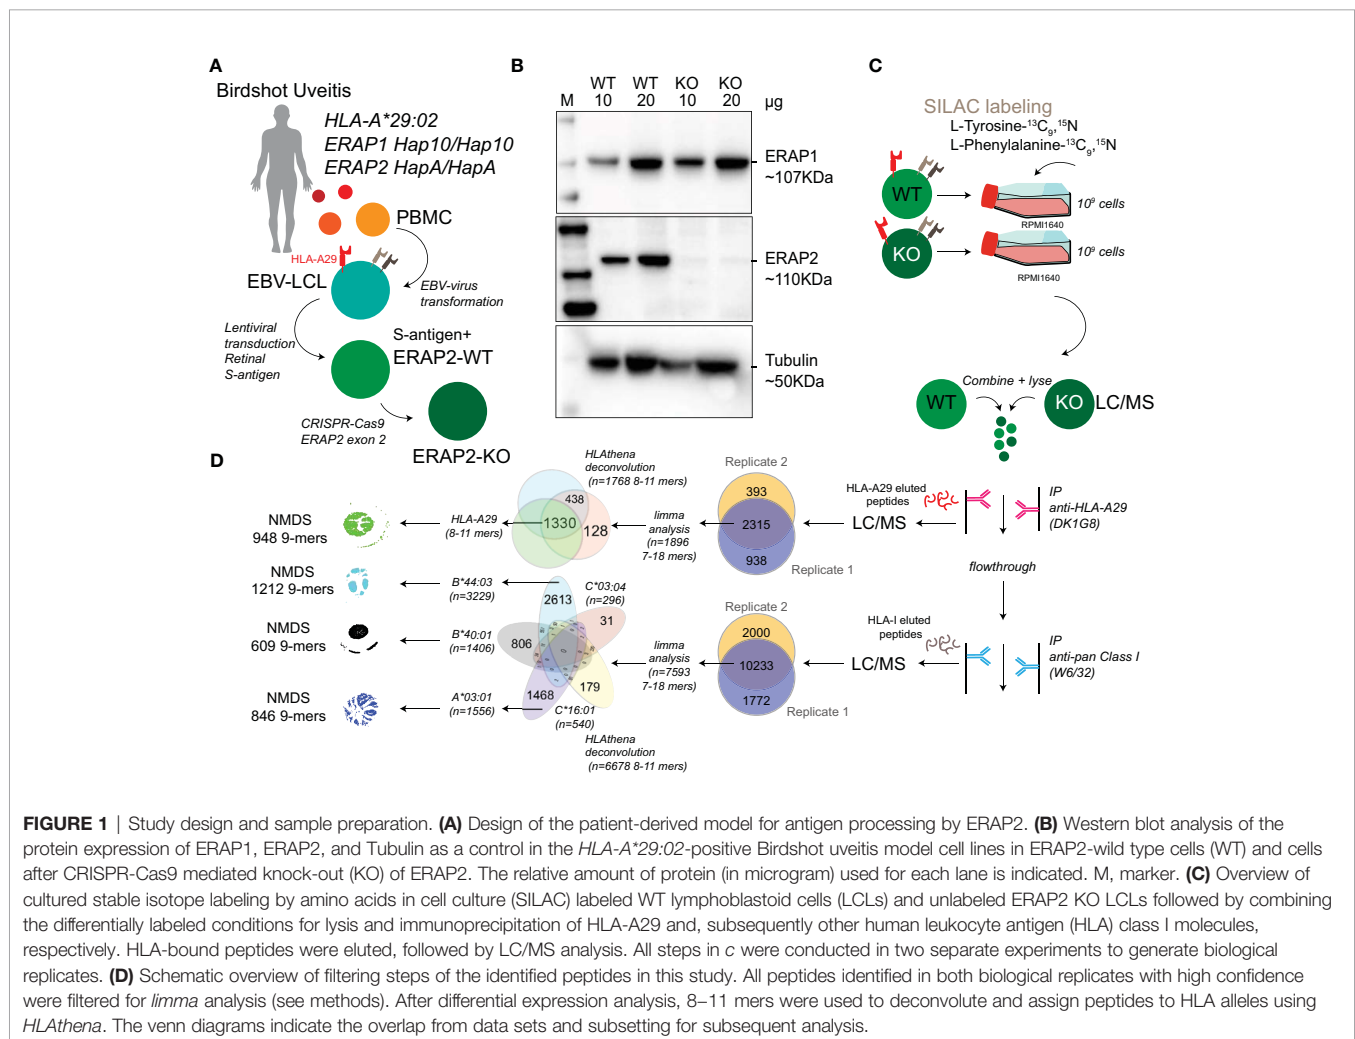 A
Birdshot Uveitis
HLA-A*29:02
ERAP1 Hap10/Hap10
ERAP2 HapA/HapA
PBMC
HLA-A29
EBV-LCL
EBV-virus
transformation
Lentiviral
transduction
Retinal
S-antigen
S-antigen+
ERAP2-WT
CRISPR-Cas9
ERAP2 exon 2
ERAP2-KO
B
WT WT KO KO
M 10 20 10 20 µg
ERAP1
~107KDa
ERAP2
~110KDa
Tubulin
~50KDa
C
SILAC labeling
L-Tyrosine-¹³C₉,¹⁵N
L-Phenylalanine-¹³C₉,¹⁵N
WT
10⁹ cells
RPMI1640
KO
10⁹ cells
RPMI1640
Combine + lyse
WT
KO
LC/MS
IP
anti-HLA-A29
(DK1G8)
HLA-A29 eluted
peptides
LC/MS
flowthrough
IP
anti-pan Class I
(W6/32)
HLA-I eluted
peptides
LC/MS
D
Replicate 2
393
2315
938
Replicate 1
limma
analysis
(n=1896
7-18 mers)
HLAthena
deconvolution
(n=1768 8-11 mers)
438
1330
128
HLA-A29
(8-11 mers)
NMDS
948 9-mers
Replicate 2
2000
10233
1772
Replicate 1
limma
analysis
(n=7593
7-18 mers)
2613
C*03:04
(n=296)
31
806
179
1468
C*16:01
(n=540)
HLAthena
deconvolution
(n=6678 8-11 mers)
B*44:03
(n=3229)
NMDS
1212 9-mers
B*40:01
(n=1406)
NMDS
609 9-mers
A*03:01
(n=1556)
NMDS
846 9-mers
FIGURE 1 | Study design and sample preparation. (A) Design of the patient-derived model for antigen processing by ERAP2. (B) Western blot analysis of the
protein expression of ERAP1, ERAP2, and Tubulin as a control in the HLA-A*29:02-positive Birdshot uveitis model cell lines in ERAP2-wild type cells (WT) and cells
after CRISPR-Cas9 mediated knock-out (KO) of ERAP2. The relative amount of protein (in microgram) used for each lane is indicated. M, marker. (C) Overview of
cultured stable isotope labeling by amino acids in cell culture (SILAC) labeled WT lymphoblastoid cells (LCLs) and unlabeled ERAP2 KO LCLs followed by combining
the differentially labeled conditions for lysis and immunoprecipitation of HLA-A29 and, subsequently other human leukocyte antigen (HLA) class I molecules,
respectively. HLA-bound peptides were eluted, followed by LC/MS analysis. All steps in c were conducted in two separate experiments to generate biological
replicates. (D) Schematic overview of filtering steps of the identified peptides in this study. All peptides identified in both biological replicates with high confidence
were filtered for limma analysis (see methods). After differential expression analysis, 8–11 mers were used to deconvolute and assign peptides to HLA alleles using
HLAthena. The venn diagrams indicate the overlap from data sets and subsetting for subsequent analysis.